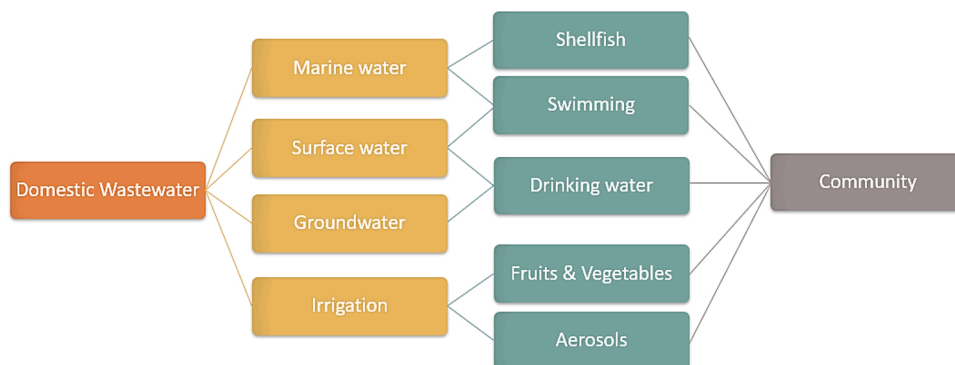 Domestic Wastewater
Marine water
Surface water
Groundwater
Irrigation
Shellfish
Swimming
Drinking water
Fruits & Vegetables
Aerosols
Community